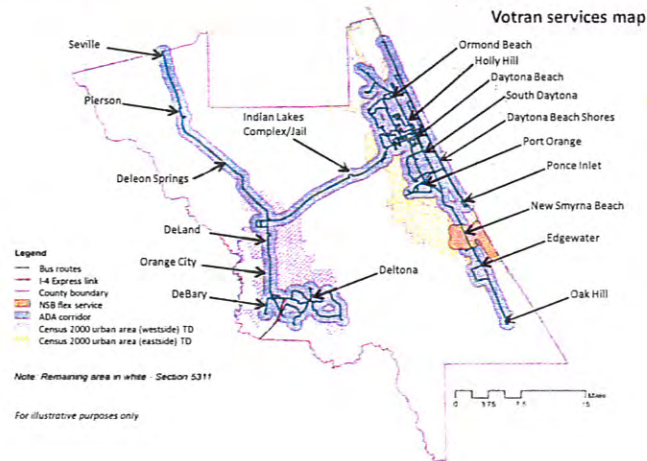 Votran services map
Seville
Pierson
Indian Lakes
Complex/Jail
Deleon Springs
DeLand
Orange City
DeBary
Deltona
Ormond Beach
Holly Hill
Daytona Beach
South Daytona
Daytona Beach Shores
Port Orange
Ponce Inlet
New Smyrna Beach
Edgewater
Oak Hill
Legend
Bus routes
I-4 Express link
County boundary
NSB flex service
ADA corridor
Census 2000 urban area (westside) TD
Census 2000 urban area (eastside) TD
Note: Remaining area in white - Section 5311
For illustrative purposes only
Miles
0 3.75 7.5 15